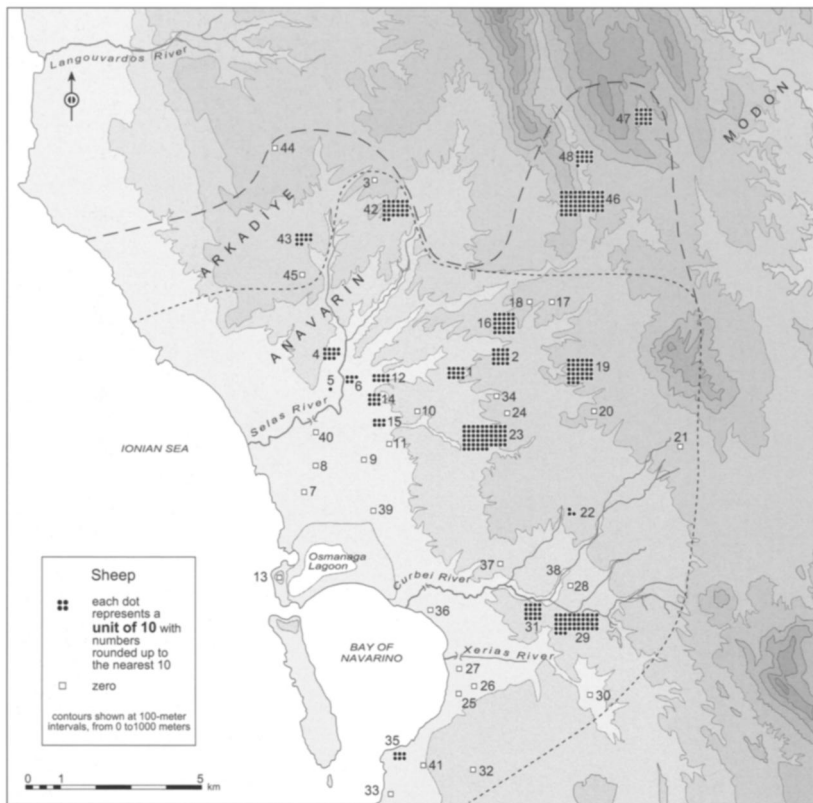 Langouvardos River
MODON
47
44
48
3
46
42
ARKADIYE
43
45
18
17
16
ANAVARIN
4
2
19
1
5
6
12
34
14
10
24
20
Selas River
15
23
21
40
11
IONIAN SEA
9
8
7
39
22
37
38
Osmanaga
Lagoon
13
Curbei River
28
36
31
29
BAY OF
NAVARINO
Xerias River
27
26
25
30
35
41
32
33
Sheep
each dot
represents a
unit of 10 with
numbers
rounded up to
the nearest 10
zero
contours shown at 100-meter
intervals, from 0 to1000 meters
0 1 5
km